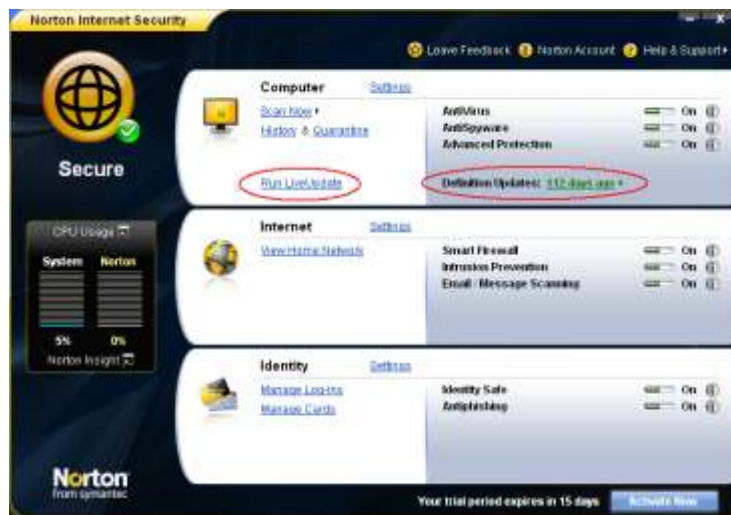 Norton Internet Security
Leave Feedback Norton Account Help & Support
Secure
CPU Usage
System Norton
5% 0%
Norton Insight
Norton
from symantec
Computer Settings
Scan Now
History & Quarantine
Run LiveUpdate
AntiVirus On
AntiSpyware On
Advanced Protection On
Definition Updates: 112 days ago
Internet Settings
View Home Network
Smart Firewall On
Intrusion Prevention On
Email / Message Scanning On
Identity Settings
Manage Log-ins
Manage Cards
Identity Safe On
Antiphishing On
Your trial period expires in 15 days Activate Now